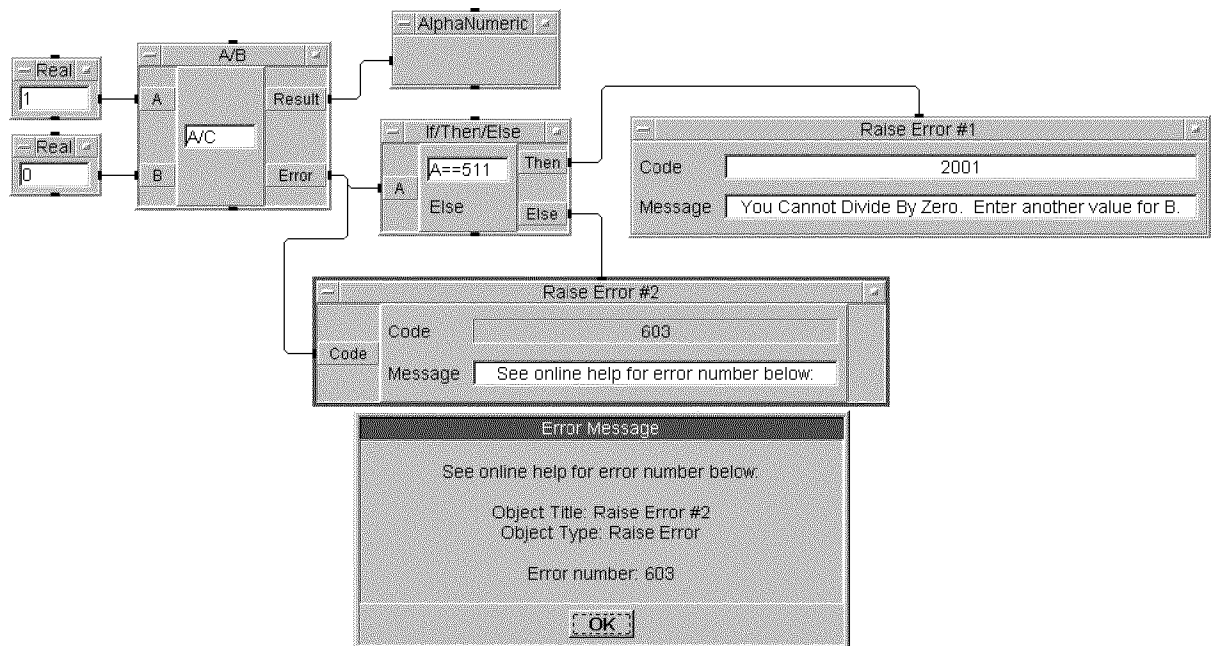 AlphaNumeric
A/B
Real
1
A
Result
A/C
Real
0
B
Error
If/Then/Else
A
A==511
Then
Else
Else
Raise Error #1
Code 2001
Message You Cannot Divide By Zero. Enter another value for B.
Raise Error #2
Code
Code 603
Message See online help for error number below:
Error Message
See online help for error number below:
Object Title: Raise Error #2
Object Type: Raise Error
Error number: 603
OK